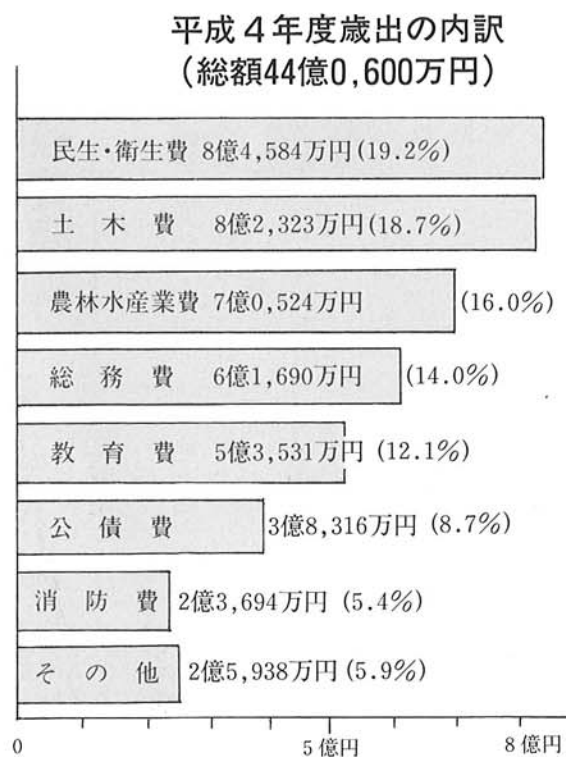 平成4年度歳出の内訳
(総額44億0,600万円)
民生・衛生費 8億4,584万円(19.2%)
土木費 8億2,323万円(18.7%)
農林水産業費 7億0,524万円 (16.0%)
総務費 6億1,690万円 (14.0%)
教育費 5億3,531万円 (12.1%)
公債費 3億8,316万円 (8.7%)
消防費 2億3,694万円 (5.4%)
その他 2億5,938万円 (5.9%)
0 5億円 8億円